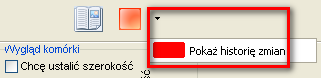 Pokaż historię zmian
Wygląd komórki
Chcę ustalić szerokość